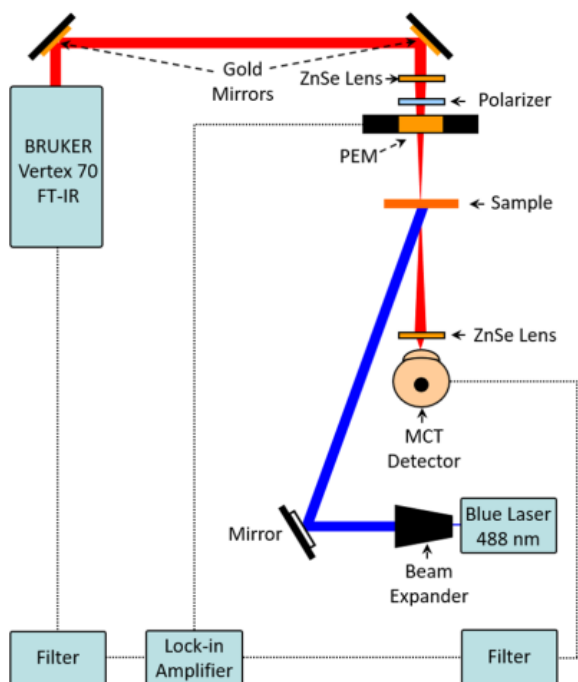 Gold
Mirrors
ZnSe Lens
Polarizer
BRUKER
Vertex 70
FT-IR
PEM
Sample
ZnSe Lens
MCT
Detector
Mirror
Blue Laser
488 nm
Beam
Expander
Filter
Lock-in
Amplifier
Filter